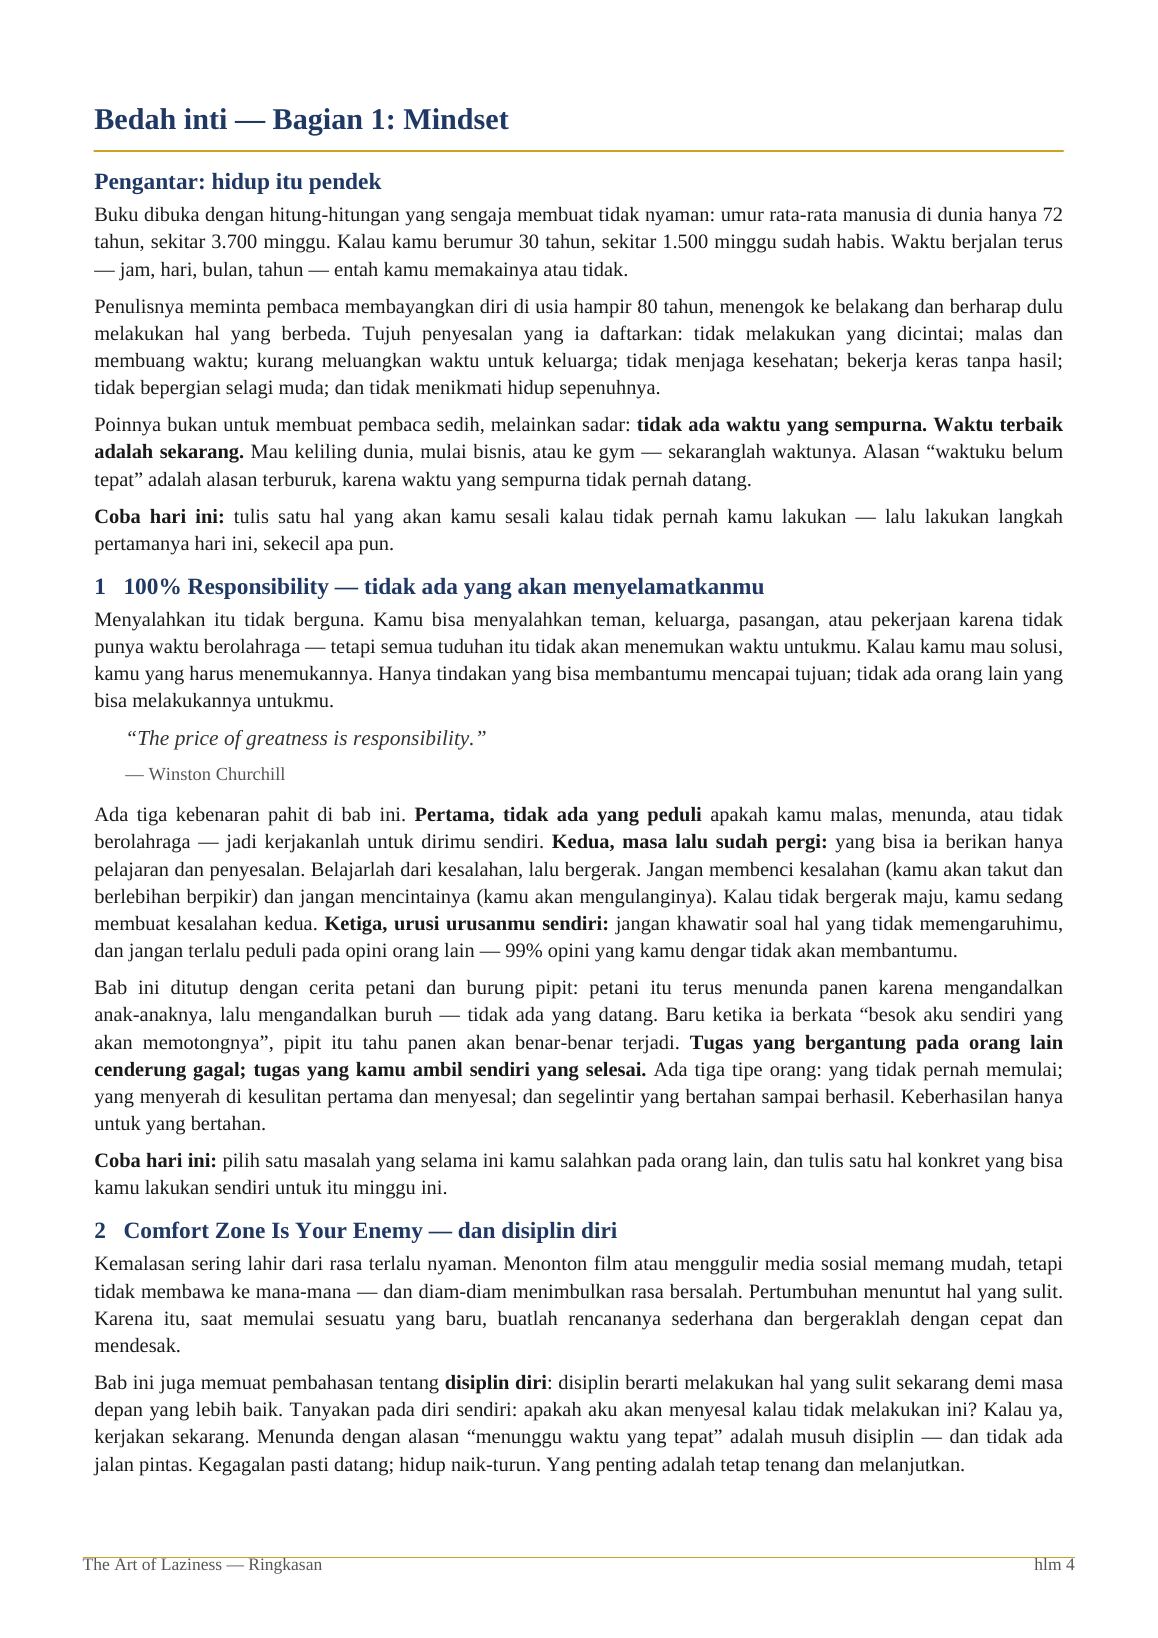 Bedah inti — Bagian 1: Mindset
Pengantar: hidup itu pendek
Buku dibuka dengan hitung-hitungan yang sengaja membuat tidak nyaman: umur rata-rata manusia di dunia hanya 72
tahun, sekitar 3.700 minggu. Kalau kamu berumur 30 tahun, sekitar 1.500 minggu sudah habis. Waktu berjalan terus
— jam, hari, bulan, tahun — entah kamu memakainya atau tidak.
Penulisnya meminta pembaca membayangkan diri di usia hampir 80 tahun, menengok ke belakang dan berharap dulu
melakukan hal yang berbeda. Tujuh penyesalan yang ia daftarkan: tidak melakukan yang dicintai; malas dan
membuang waktu; kurang meluangkan waktu untuk keluarga; tidak menjaga kesehatan; bekerja keras tanpa hasil;
tidak bepergian selagi muda; dan tidak menikmati hidup sepenuhnya.
Poinnya bukan untuk membuat pembaca sedih, melainkan sadar: tidak ada waktu yang sempurna. Waktu terbaik
adalah sekarang. Mau keliling dunia, mulai bisnis, atau ke gym — sekaranglah waktunya. Alasan “waktuku belum
tepat” adalah alasan terburuk, karena waktu yang sempurna tidak pernah datang.
Coba hari ini: tulis satu hal yang akan kamu sesali kalau tidak pernah kamu lakukan — lalu lakukan langkah
pertamanya hari ini, sekecil apa pun.
1 100% Responsibility — tidak ada yang akan menyelamatkanmu
Menyalahkan itu tidak berguna. Kamu bisa menyalahkan teman, keluarga, pasangan, atau pekerjaan karena tidak
punya waktu berolahraga — tetapi semua tuduhan itu tidak akan menemukan waktu untukmu. Kalau kamu mau solusi,
kamu yang harus menemukannya. Hanya tindakan yang bisa membantumu mencapai tujuan; tidak ada orang lain yang
bisa melakukannya untukmu.
“The price of greatness is responsibility.”
— Winston Churchill
Ada tiga kebenaran pahit di bab ini. Pertama, tidak ada yang peduli apakah kamu malas, menunda, atau tidak
berolahraga — jadi kerjakanlah untuk dirimu sendiri. Kedua, masa lalu sudah pergi: yang bisa ia berikan hanya
pelajaran dan penyesalan. Belajarlah dari kesalahan, lalu bergerak. Jangan membenci kesalahan (kamu akan takut dan
berlebihan berpikir) dan jangan mencintainya (kamu akan mengulanginya). Kalau tidak bergerak maju, kamu sedang
membuat kesalahan kedua. Ketiga, urusi urusanmu sendiri: jangan khawatir soal hal yang tidak memengaruhimu,
dan jangan terlalu peduli pada opini orang lain — 99% opini yang kamu dengar tidak akan membantumu.
Bab ini ditutup dengan cerita petani dan burung pipit: petani itu terus menunda panen karena mengandalkan
anak-anaknya, lalu mengandalkan buruh — tidak ada yang datang. Baru ketika ia berkata “besok aku sendiri yang
akan memotongnya”, pipit itu tahu panen akan benar-benar terjadi. Tugas yang bergantung pada orang lain
cenderung gagal; tugas yang kamu ambil sendiri yang selesai. Ada tiga tipe orang: yang tidak pernah memulai;
yang menyerah di kesulitan pertama dan menyesal; dan segelintir yang bertahan sampai berhasil. Keberhasilan hanya
untuk yang bertahan.
Coba hari ini: pilih satu masalah yang selama ini kamu salahkan pada orang lain, dan tulis satu hal konkret yang bisa
kamu lakukan sendiri untuk itu minggu ini.
2 Comfort Zone Is Your Enemy — dan disiplin diri
Kemalasan sering lahir dari rasa terlalu nyaman. Menonton film atau menggulir media sosial memang mudah, tetapi
tidak membawa ke mana-mana — dan diam-diam menimbulkan rasa bersalah. Pertumbuhan menuntut hal yang sulit.
Karena itu, saat memulai sesuatu yang baru, buatlah rencananya sederhana dan bergeraklah dengan cepat dan
mendesak.
Bab ini juga memuat pembahasan tentang disiplin diri: disiplin berarti melakukan hal yang sulit sekarang demi masa
depan yang lebih baik. Tanyakan pada diri sendiri: apakah aku akan menyesal kalau tidak melakukan ini? Kalau ya,
kerjakan sekarang. Menunda dengan alasan “menunggu waktu yang tepat” adalah musuh disiplin — dan tidak ada
jalan pintas. Kegagalan pasti datang; hidup naik-turun. Yang penting adalah tetap tenang dan melanjutkan.
The Art of Laziness — Ringkasan
hlm 4